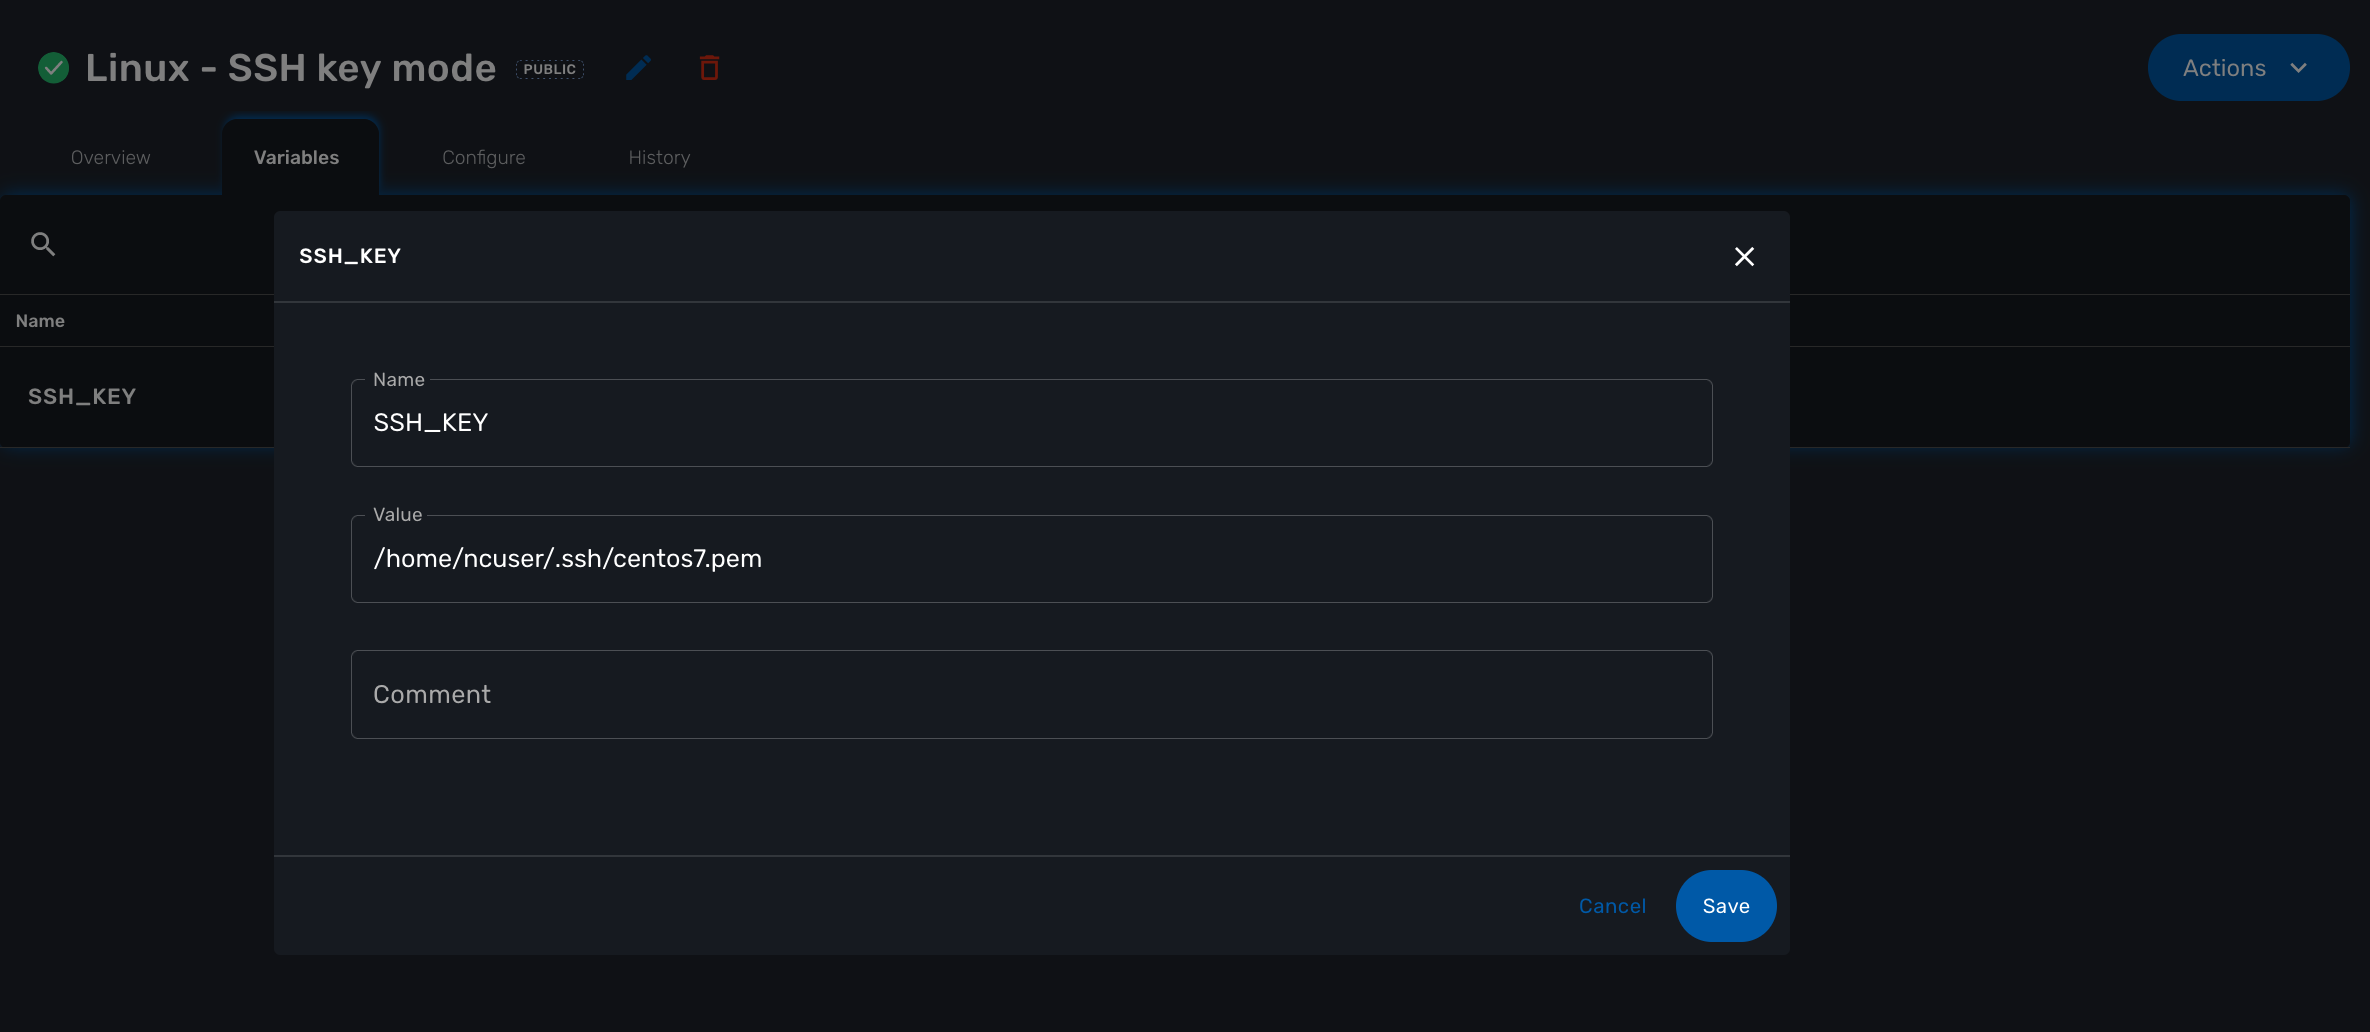 Linux - SSH key mode PUBLIC
Actions
Overview Variables Configure History
SSH_KEY
Name
SSH_KEY
Name
SSH_KEY
Value
/home/ncuser/.ssh/centos7.pem
Comment
Cancel Save